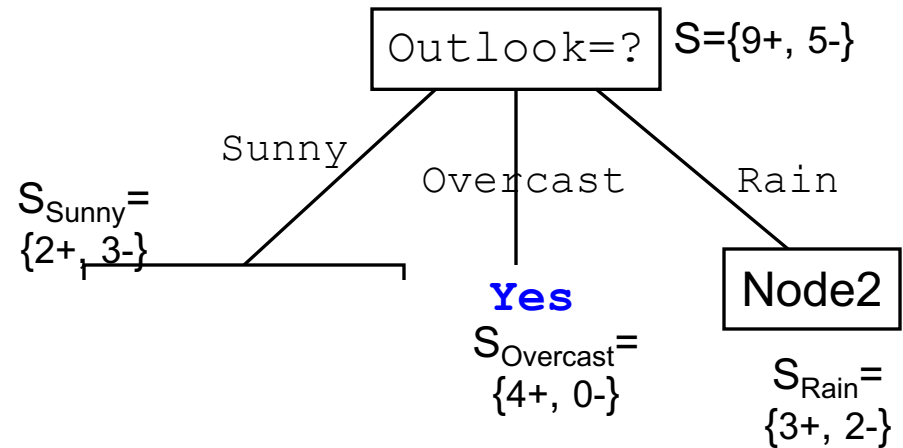 Outlook=?
S={9+, 5-}
Sunny
Overcast
Rain
S_Sunny=
{2+, 3-}
Yes
S_Overcast=
{4+, 0-}
Node2
S_Rain=
{3+, 2-}